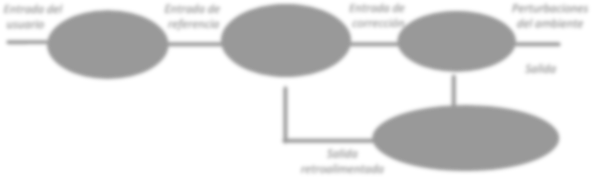 Entrada del
usuario
Entrada de
referencia
Entrada de
corrección
Perturbaciones
del ambiente
Salida
Salida
retroalimentada